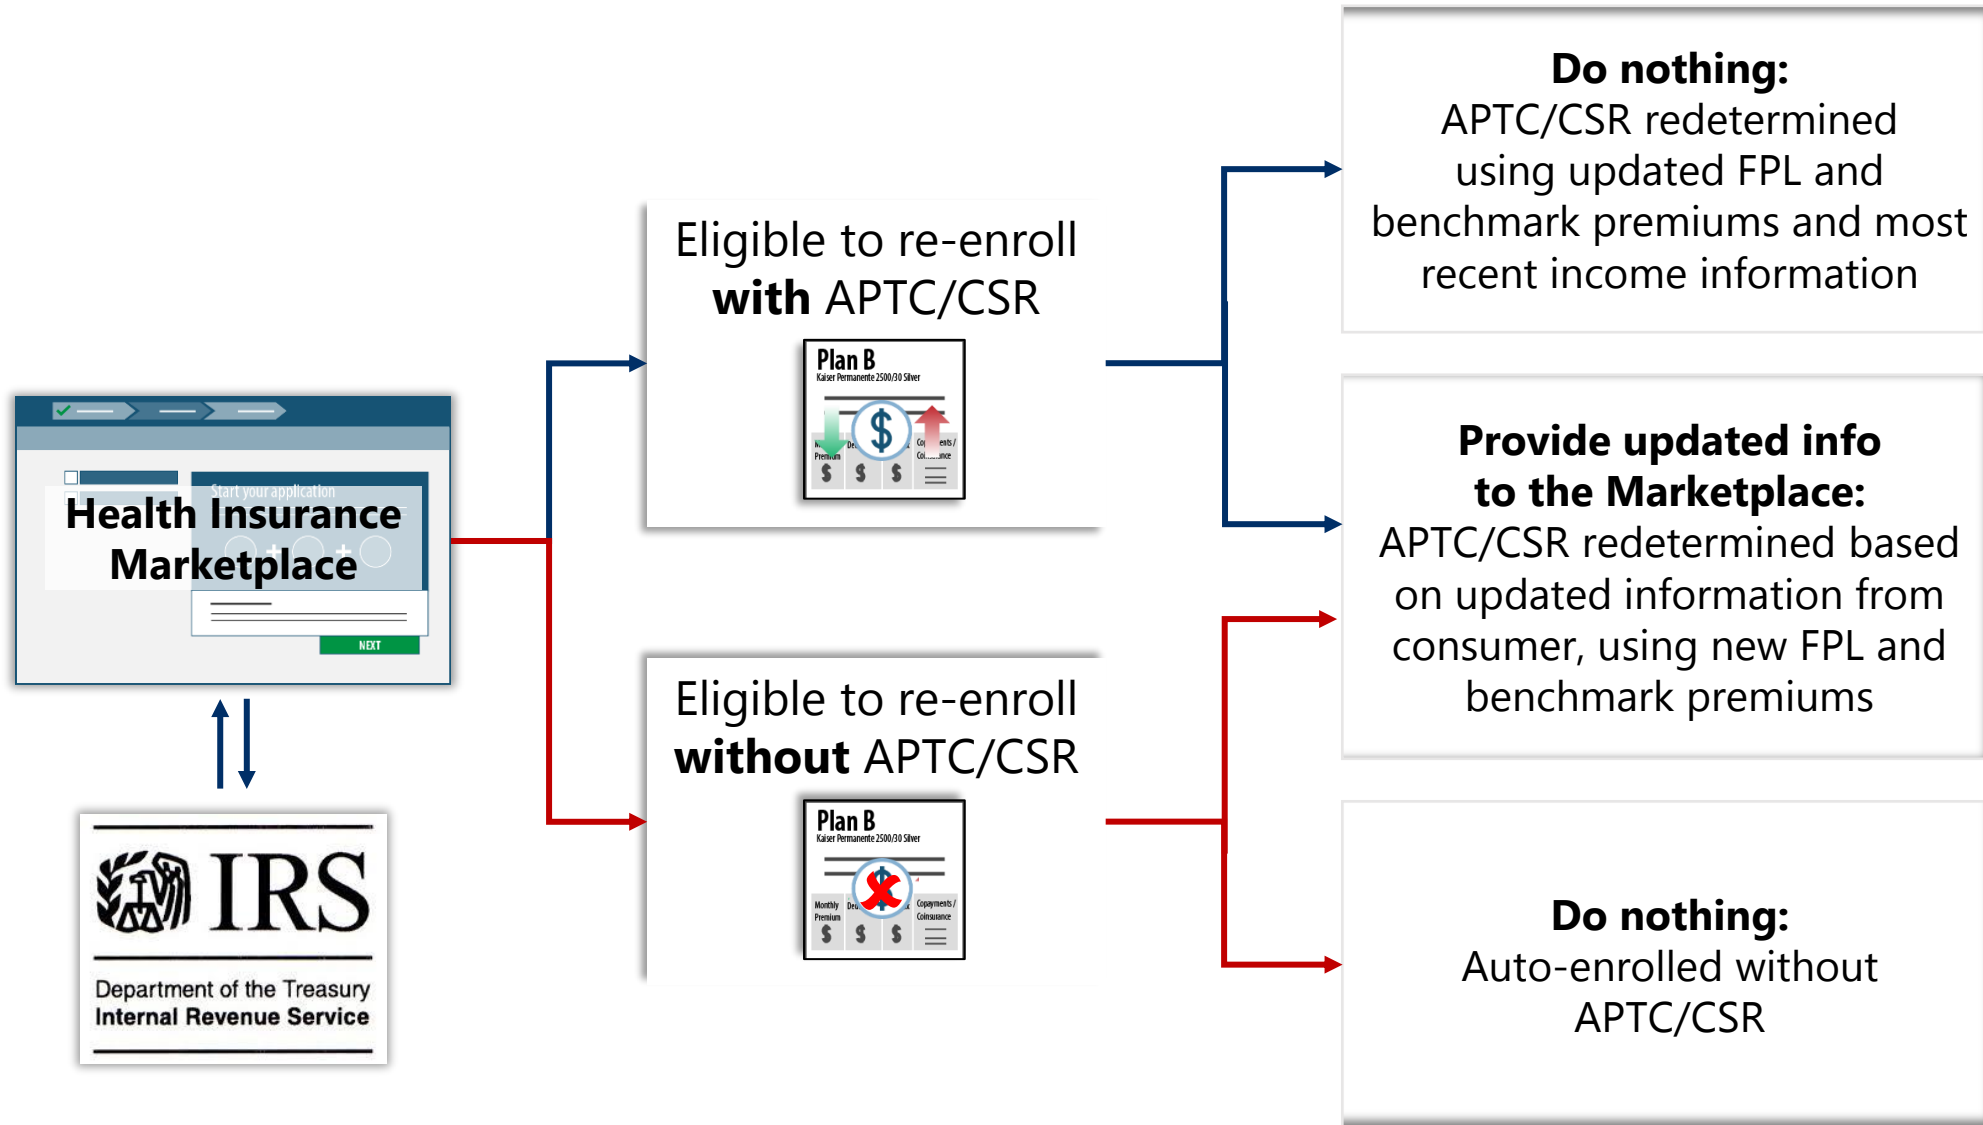 Do nothing:
APTC/CSR redetermined
using updated FPL and
benchmark premiums and most
recent income information
Eligible to re-enroll
with APTC/CSR
Plan B
Kaiser Permanente 2500/30 Silver
Premium
$ $ $
Provide updated info
to the Marketplace:
APTC/CSR redetermined based
on updated information from
consumer, using new FPL and
benchmark premiums
Start your application
Health Insurance
Marketplace
NEXT
Eligible to re-enroll
without APTC/CSR
Plan B
Kaiser Permanente 2500/30 Silver
Monthly
Premium
Copayments /
Coinsurance
$ $ $
IRS
Department of the Treasury
Internal Revenue Service
Do nothing:
Auto-enrolled without
APTC/CSR